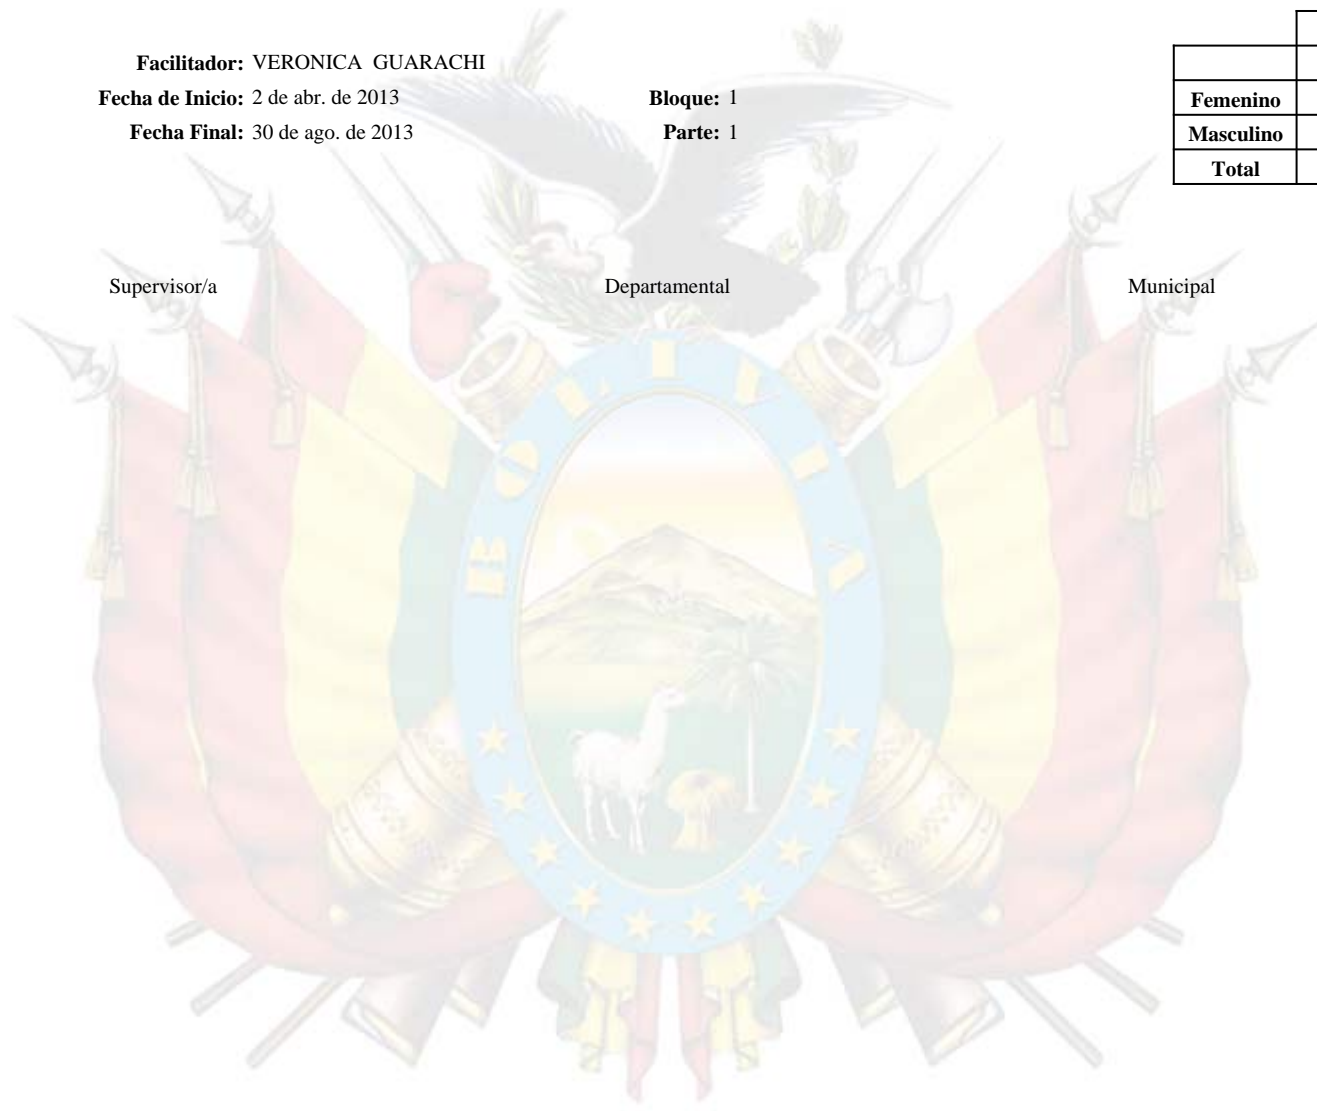 Facilitador: VERONICA GUARACHI
Fecha de Inicio: 2 de abr. de 2013 Bloque: 1
Fecha Final: 30 de ago. de 2013 Parte: 1
Femenino
Masculino
Total
Supervisor/a Departamental Municipal
BOLIVIA